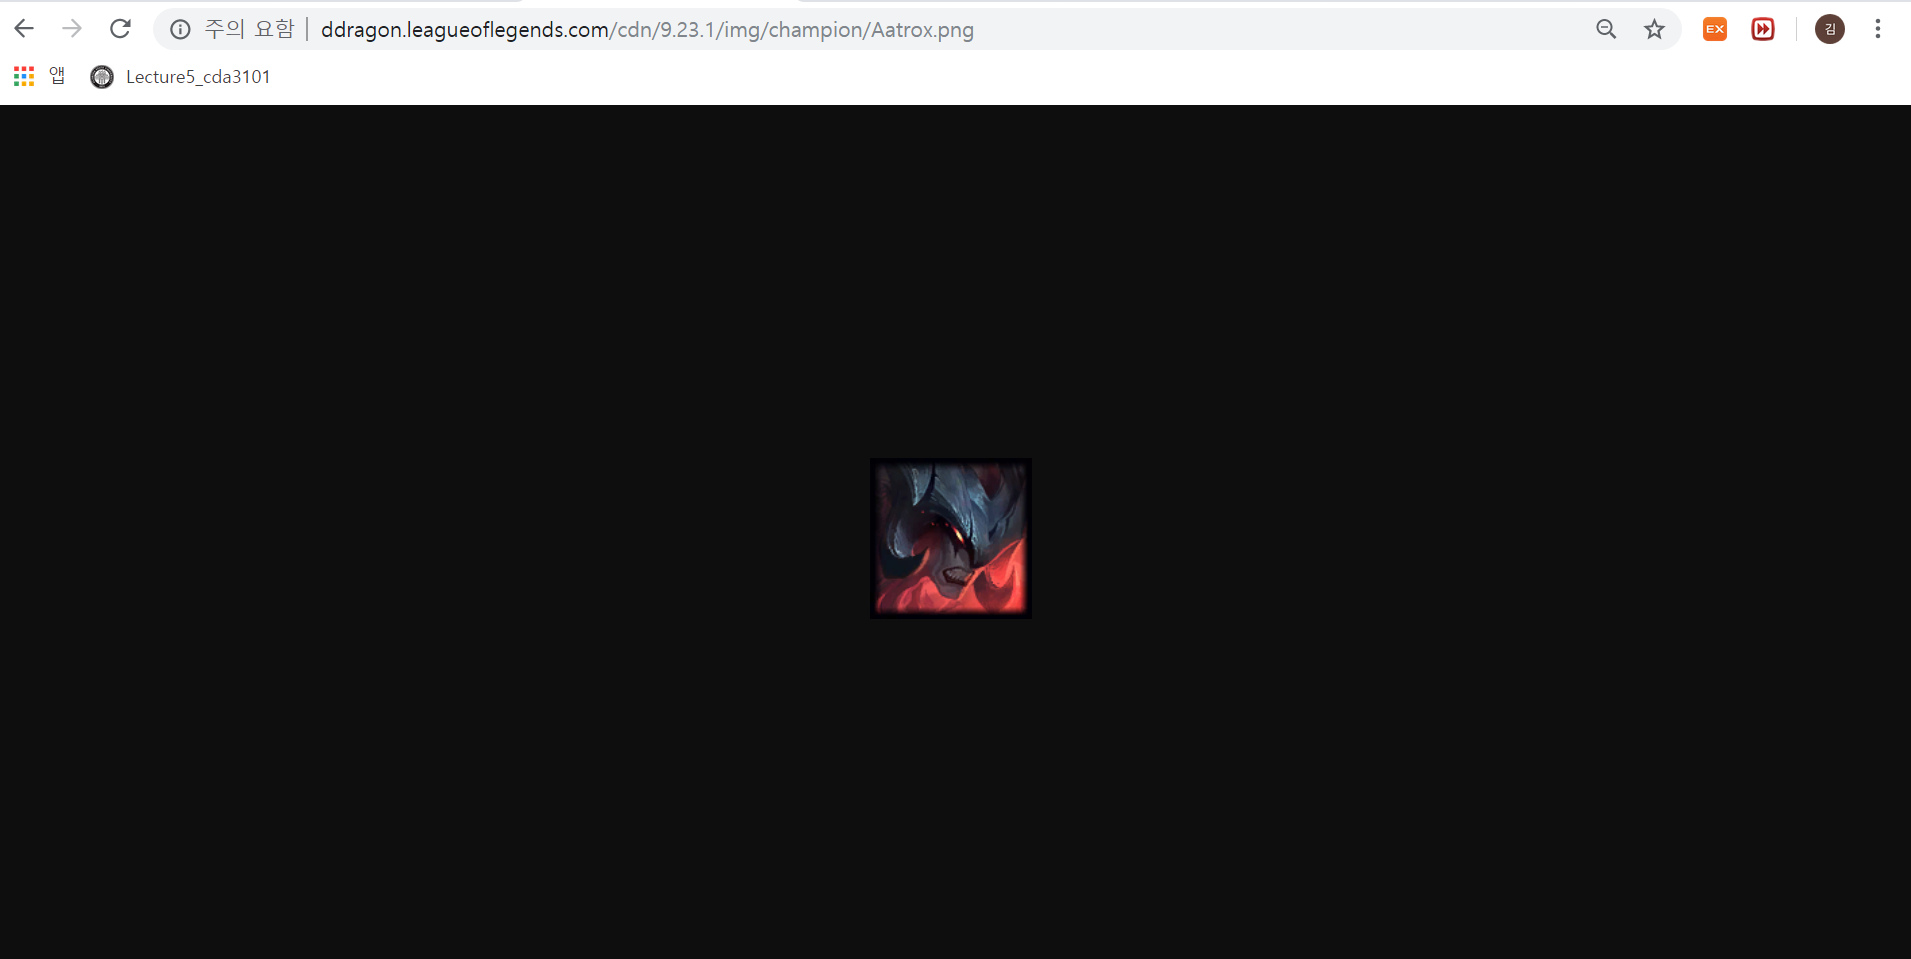 주의 요함 ddragon.leagueoflegends.com/cdn/9.23.1/img/champion/Aatrox.png EX 김
앱 Lecture5_cda3101